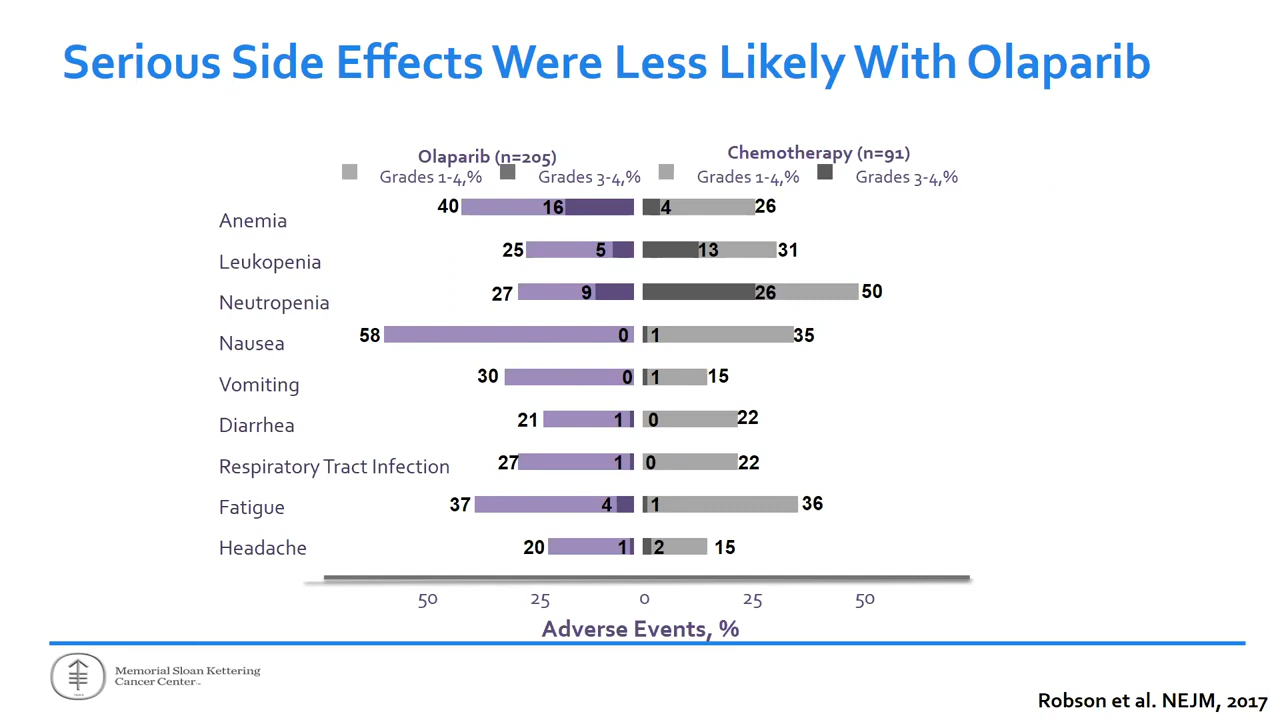 Serious Side Effects Were Less Likely With Olaparib
Olaparib (n=205) Chemotherapy (n=91)
Grades 1-4,% Grades 3-4,% Grades 1-4,% Grades 3-4,%
Anemia 40 16 4 26
Leukopenia 25 5 13 31
Neutropenia 27 9 26 50
Nausea 58 0 1 35
Vomiting 30 0 1 15
Diarrhea 21 1 0 22
Respiratory Tract Infection 27 1 0 22
Fatigue 37 4 1 36
Headache 20 1 2 15
50 25 0 25 50
Adverse Events, %
Memorial Sloan Kettering
Cancer Center
Robson et al. NEJM, 2017